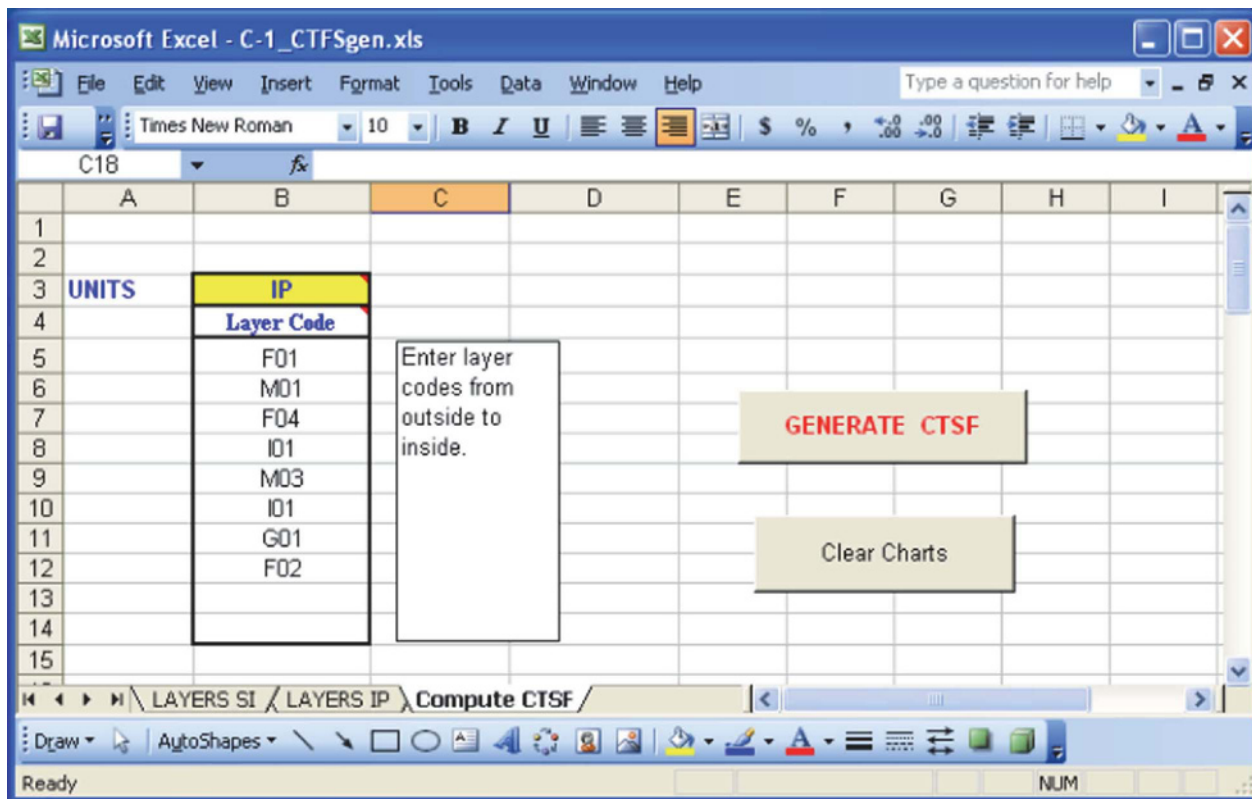 Microsoft Excel - C-1_CTFSgen.xls
File Edit View Insert Format Tools Data Window Help Type a question for help
Times New Roman 10 B I U $ % , .00 .00
C18 fx
A B C D E F G H I
1
2
3 UNITS IP
4 Layer Code
5 F01 Enter layer
6 M01 codes from
7 F04 outside to GENERATE CTSF
8 I01 inside.
9 M03
10 I01
11 G01 Clear Charts
12 F02
13
14
15
LAYERS SI / LAYERS IP \ Compute CTSF /
Draw AutoShapes A A
Ready NUM